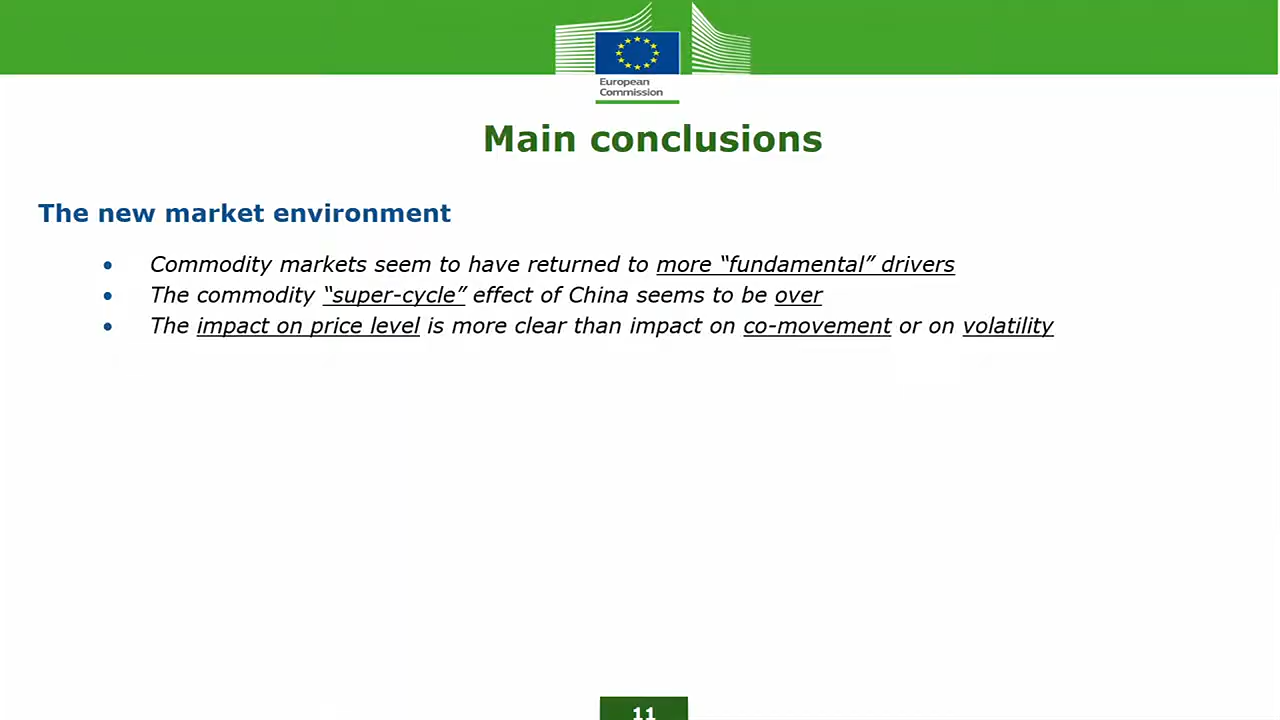 European
Commission
Main conclusions
The new market environment
• Commodity markets seem to have returned to more “fundamental” drivers
• The commodity “super-cycle” effect of China seems to be over
• The impact on price level is more clear than impact on co-movement or on volatility
11